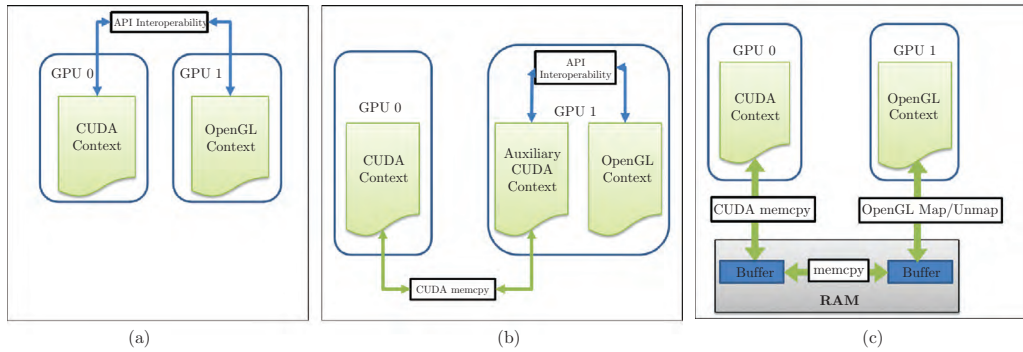 API Interoperability
GPU 0
GPU 1
CUDA
Context
OpenGL
Context
(a)
API
Interoperability
GPU 0
GPU 1
CUDA
Context
Auxiliary
CUDA
Context
OpenGL
Context
CUDA memcpy
(b)
GPU 0
GPU 1
CUDA
Context
OpenGL
Context
CUDA memcpy
OpenGL Map/Unmap
Buffer
memcpy
Buffer
RAM
(c)